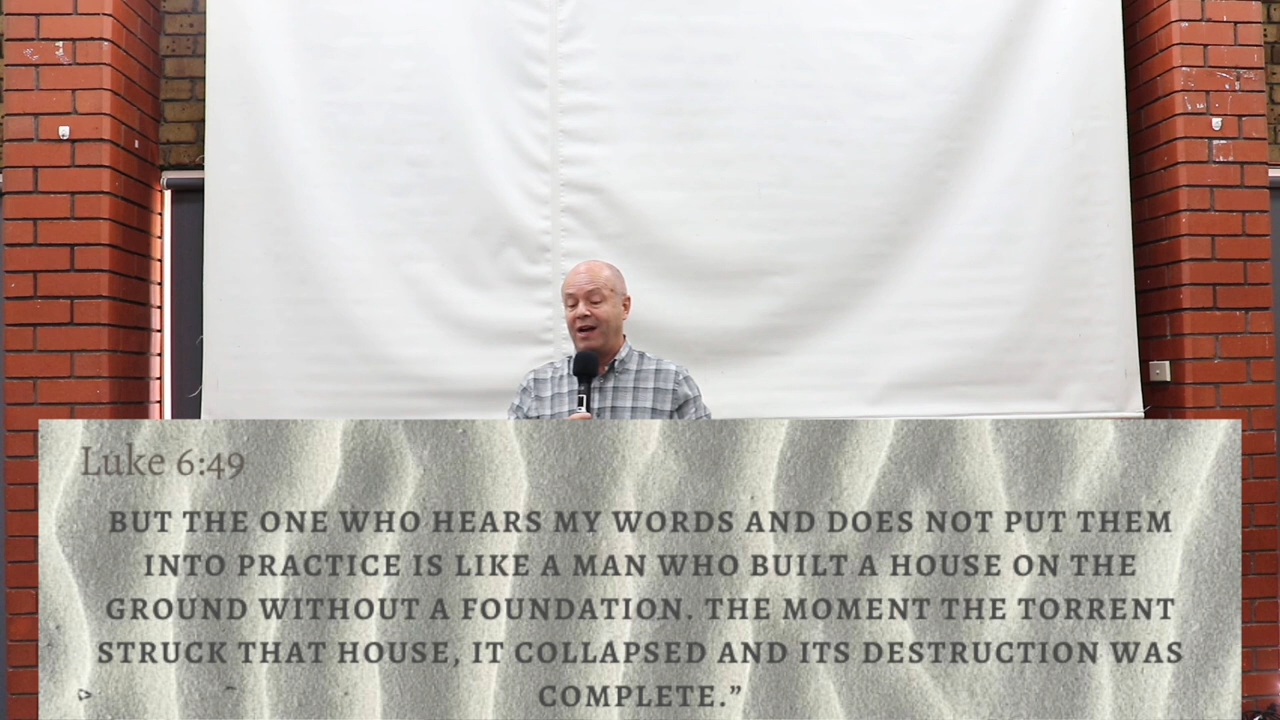 Luke 6:49
BUT THE ONE WHO HEARS MY WORDS AND DOES NOT PUT THEM
INTO PRACTICE IS LIKE A MAN WHO BUILT A HOUSE ON THE
GROUND WITHOUT A FOUNDATION. THE MOMENT THE TORRENT
STRUCK THAT HOUSE, IT COLLAPSED AND ITS DESTRUCTION WAS
COMPLETE.”